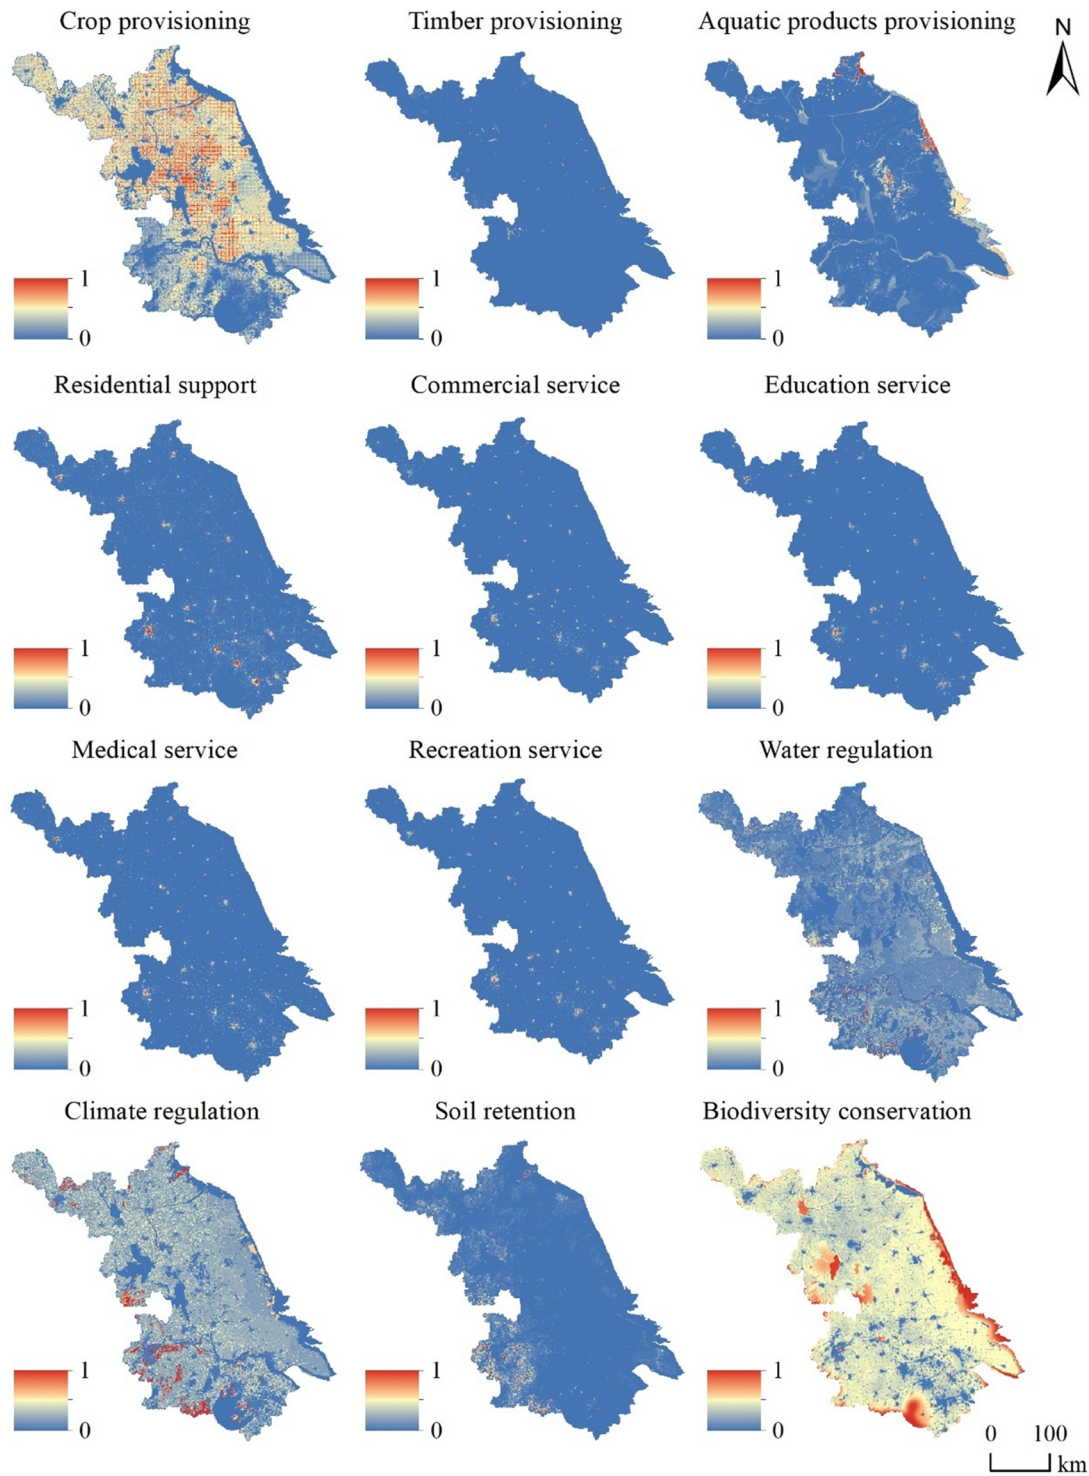 Crop provisioning
Timber provisioning
Aquatic products provisioning
N
1
0
1
0
1
0
Residential support
Commercial service
Education service
1
0
1
0
1
0
Medical service
Recreation service
Water regulation
1
0
1
0
1
0
Climate regulation
Soil retention
Biodiversity conservation
1
0
1
0
1
0
0 100
km